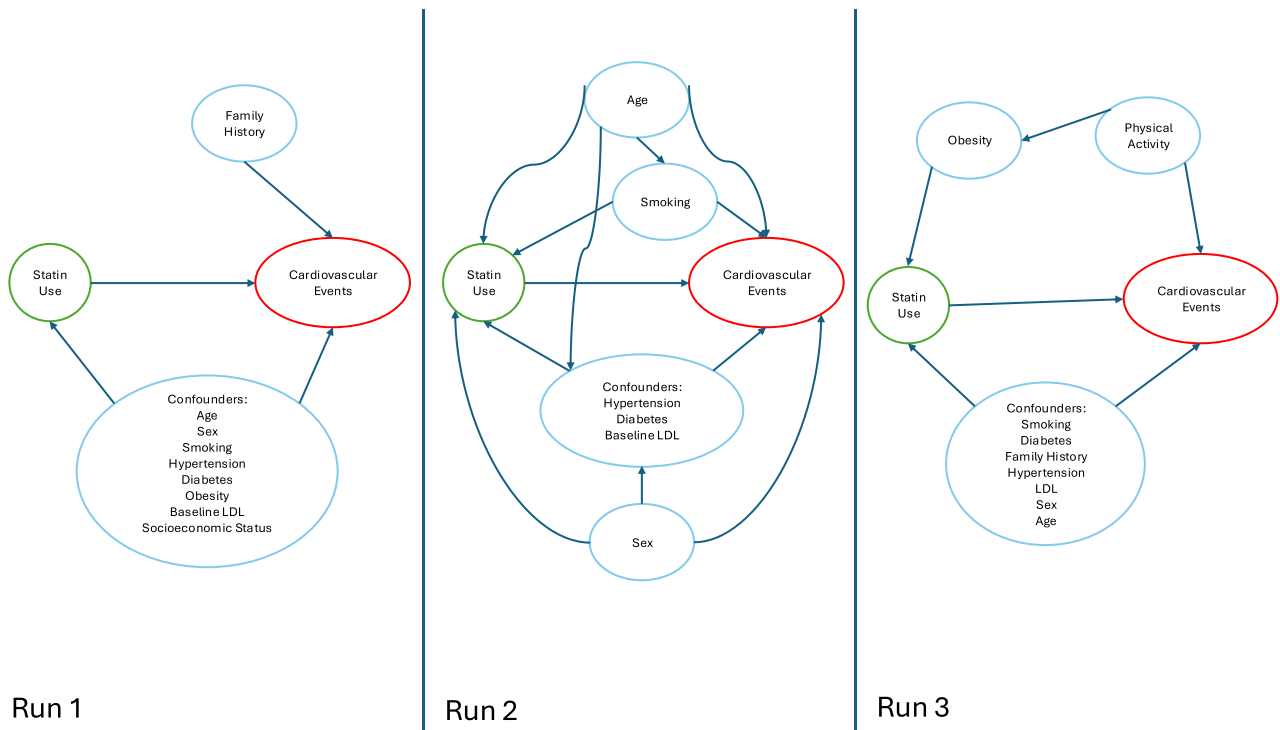 Family
History
Statin
Use
Cardiovascular
Events
Confounders:
Age
Sex
Smoking
Hypertension
Diabetes
Obesity
Baseline LDL
Socioeconomic Status
Run 1
Age
Smoking
Statin
Use
Cardiovascular
Events
Confounders:
Hypertension
Diabetes
Baseline LDL
Sex
Run 2
Obesity
Physical
Activity
Statin
Use
Cardiovascular
Events
Confounders:
Smoking
Diabetes
Family History
Hypertension
LDL
Sex
Age
Run 3